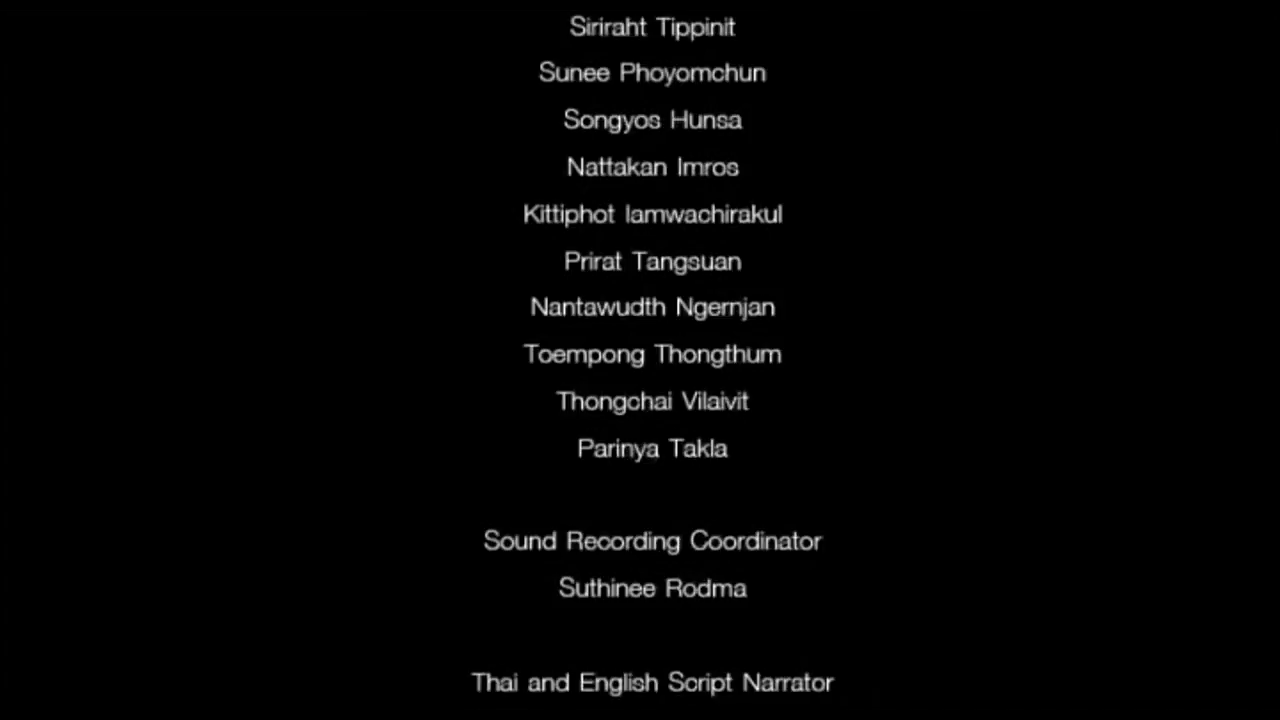 Siriraht Tippinit
Sunee Phoyomchun
Songyos Hunsa
Nattakan Imros
Kittiphot Iamwachirakul
Prirat Tangsuan
Nantawudth Ngernjan
Toempong Thongthum
Thongchai Vilaivit
Parinya Takla
Sound Recording Coordinator
Suthinee Rodma
Thai and English Script Narrator